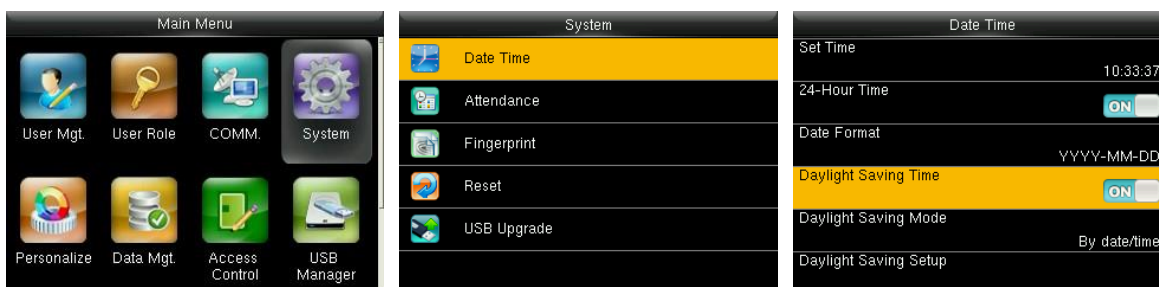 Main Menu
User Mgt.
User Role
COMM.
System
Personalize
Data Mgt.
Access
Control
USB
Manager
System
Date Time
Attendance
Fingerprint
Reset
USB Upgrade
Date Time
Set Time
10:33:37
24-Hour Time
ON
Date Format
YYYY-MM-DD
Daylight Saving Time
ON
Daylight Saving Mode
By date/time
Daylight Saving Setup